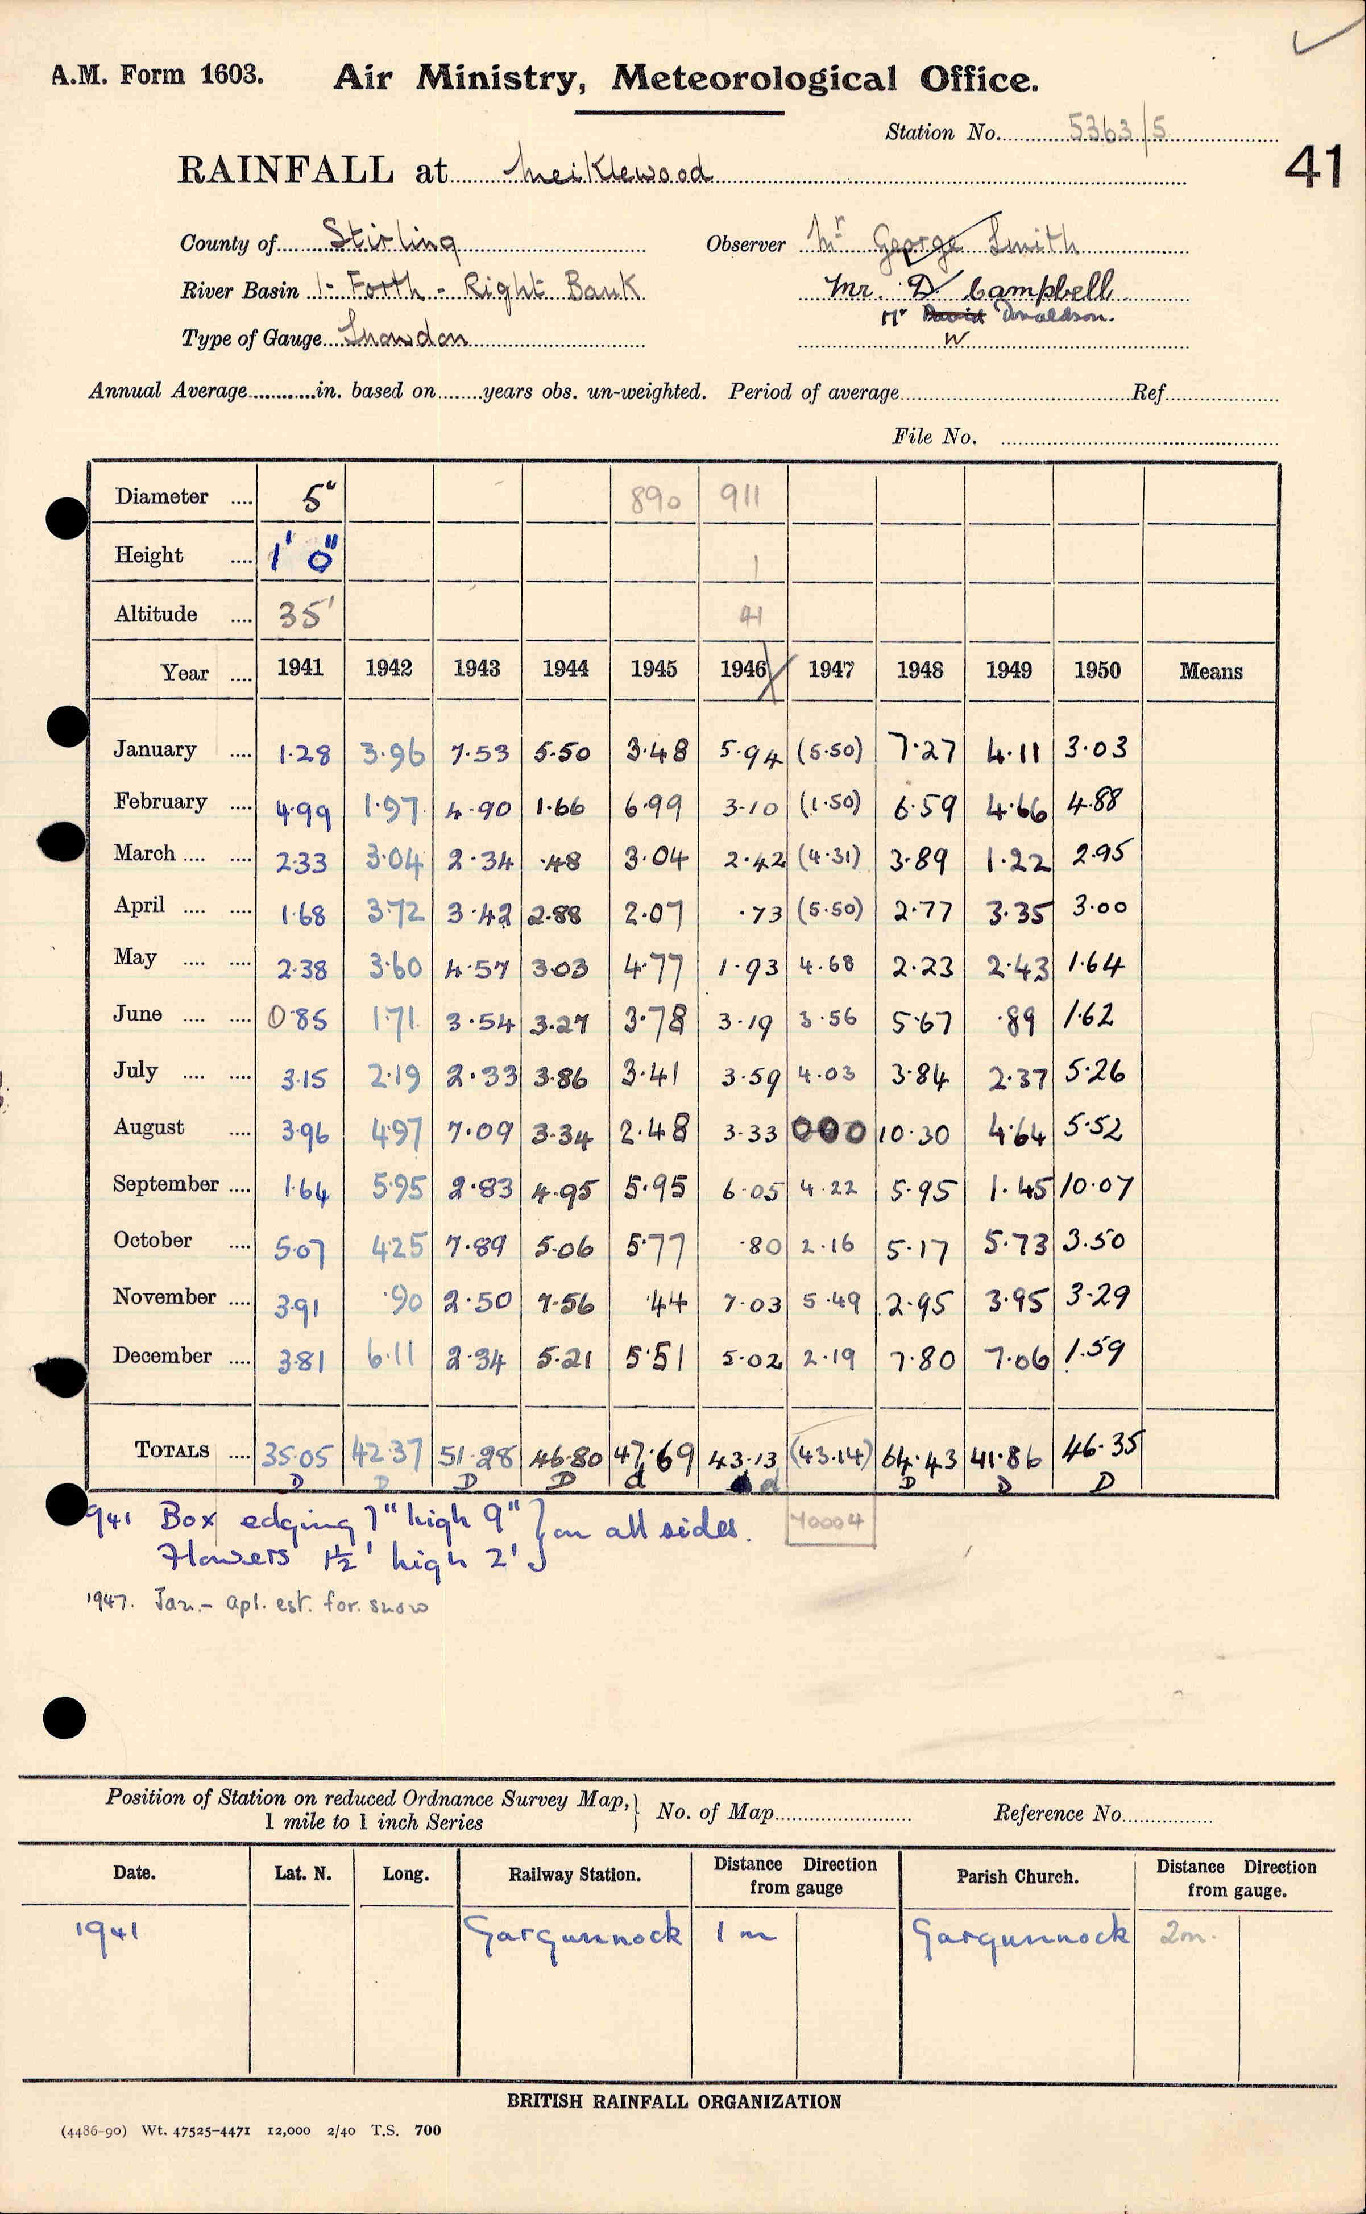 A.M. Form 1603. Air Ministry, Meteorological Office.
Station No. 5363/5
41
RAINFALL at Meiklewood
County of Stirling Observer Mr George Smith
River Basin 1- Forth - Right Bank Mr. D Campbell
Mr David Donaldson.
W
Type of Gauge Snowdon
Annual Average in. based on years obs. un-weighted. Period of average Ref
File No.
Diameter 5" 890 911
Height 1' 0" 1
Altitude 35' 41
Year 1941 1942 1943 1944 1945 1946 1947 1948 1949 1950 Means
January 1.28 3.96 7.53 5.50 3.48 5.94 (5.50) 7.27 4.11 3.03
February 4.99 1.97 4.90 1.66 6.99 3.10 (1.50) 6.59 4.66 4.88
March 2.33 3.04 2.34 .48 3.04 2.42 (4.31) 3.89 1.22 2.95
April 1.68 3.72 3.42 2.88 2.07 .73 (5.50) 2.77 3.35 3.00
May 2.38 3.60 4.57 3.03 4.77 1.93 4.68 2.23 2.43 1.64
June 0.85 1.71 3.54 3.27 3.78 3.19 3.56 5.67 .89 1.62
July 3.15 2.19 2.33 3.86 3.41 3.59 4.03 3.84 2.37 5.26
August 3.96 4.97 7.09 3.34 2.48 3.33 000 10.30 4.64 5.52
September 1.64 5.95 2.83 4.95 5.95 6.05 4.22 5.95 1.45 10.07
October 5.07 4.25 7.89 5.06 5.77 .80 2.16 5.17 5.73 3.50
November 3.91 .90 2.50 7.56 .44 7.03 5.49 2.95 3.95 3.29
December 3.81 6.11 2.34 5.21 5.51 5.02 2.19 7.80 7.06 1.59
TOTALS 35.05 42.37 51.28 46.80 47.69 43.13 (43.14) 64.43 41.86 46.35
D D D D d d D D D
1941 Box edging 7" high 9" } on all sides. 40004
Flowers 1½' high 2' }
1947. Jan. - apl. est. for. snow
Position of Station on reduced Ordnance Survey Map, } No. of Map Reference No.
1 mile to 1 inch Series
Date. Lat. N. Long. Railway Station. Distance Direction from gauge Parish Church. Distance Direction from gauge.
1941 Gargunnock 1 m Gargunnock 2m.
BRITISH RAINFALL ORGANIZATION
(4486-90) Wt. 47525-4471 12,000 2/40 T.S. 700